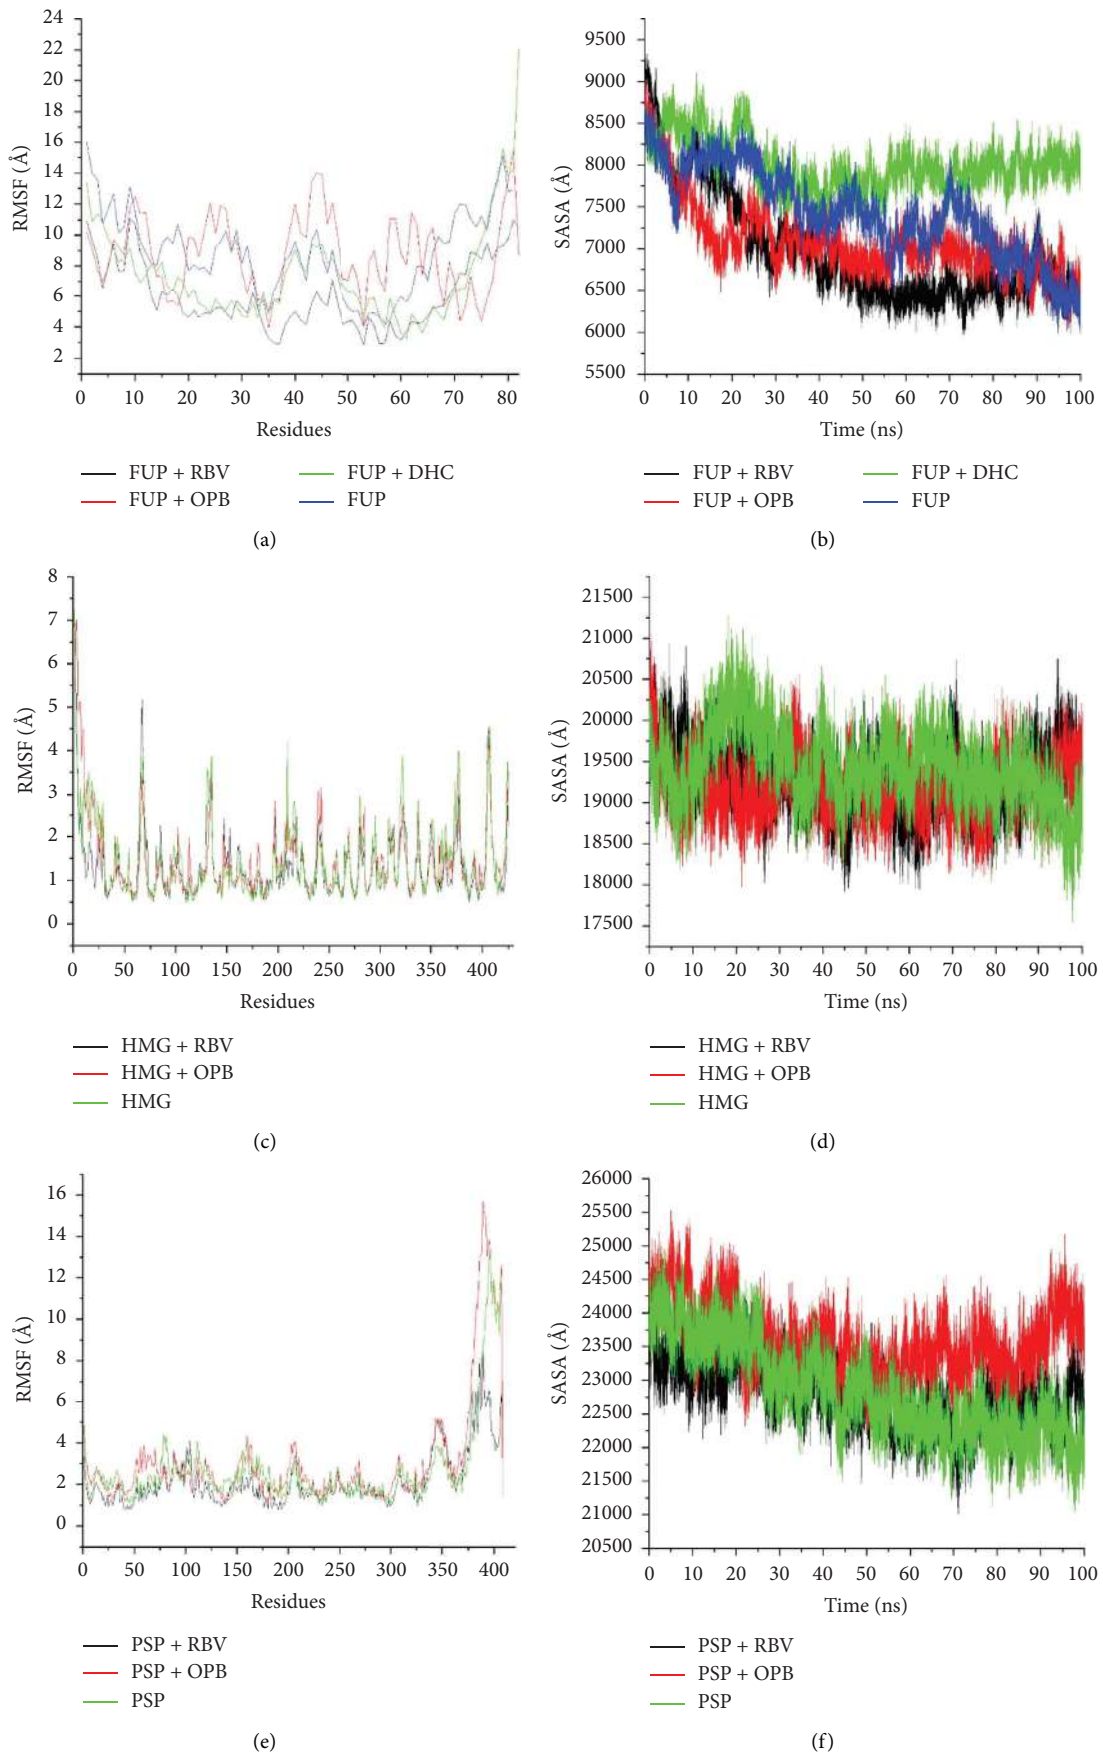 24
22
20
18
16
14
12
10
8
6
4
2
RMSF (Å)
0 10 20 30 40 50 60 70 80
Residues
FUP + RBV FUP + DHC
FUP + OPB FUP
(a)
9500
9000
8500
8000
7500
7000
6500
6000
5500
SASA (Å)
0 10 20 30 40 50 60 70 80 90 100
Time (ns)
FUP + RBV FUP + DHC
FUP + OPB FUP
(b)
8
7
6
5
4
3
2
1
0
RMSF (Å)
0 50 100 150 200 250 300 350 400
Residues
HMG + RBV
HMG + OPB
HMG
(c)
21500
21000
20500
20000
19500
19000
18500
18000
17500
SASA (Å)
0 10 20 30 40 50 60 70 80 90 100
Time (ns)
HMG + RBV
HMG + OPB
HMG
(d)
16
14
12
10
8
6
4
2
0
RMSF (Å)
0 50 100 150 200 250 300 350 400
Residues
PSP + RBV
PSP + OPB
PSP
(e)
26000
25500
25000
24500
24000
23500
23000
22500
22000
21500
21000
20500
SASA (Å)
0 10 20 30 40 50 60 70 80 90 100
Time (ns)
PSP + RBV
PSP + OPB
PSP
(f)